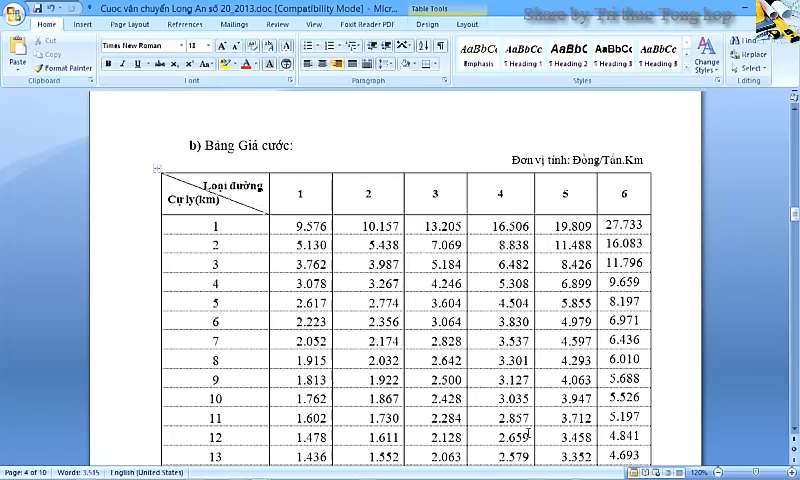 Cuoc vân chuyển Long An số 20_2013.doc [Compatibility Mode] - Micr...
Table Tools
Share by Tri thuc Tong hop
Home Insert Page Layout References Mailings Review View Foxit Reader PDF Design Layout
Paste
Cut
Copy
Format Painter
Clipboard
Times New Roman 13
Font
Paragraph
AaBbCc AaBbCc AaBbC AaBbCc AaBbCc
Emphasis ¶ Heading 1 ¶ Heading 2 ¶ Heading 3 ¶ Heading 8
Change Styles
Styles
Find
Replace
Select
Editing
b) Bảng Giá cước:
Đơn vị tính: Đồng/Tấn.Km
Loại đường
Cự ly(km) 1 2 3 4 5 6
1 9.576 10.157 13.205 16.506 19.809 27.733
2 5.130 5.438 7.069 8.838 11.488 16.083
3 3.762 3.987 5.184 6.482 8.426 11.796
4 3.078 3.267 4.246 5.308 6.899 9.659
5 2.617 2.774 3.604 4.504 5.855 8.197
6 2.223 2.356 3.064 3.830 4.979 6.971
7 2.052 2.174 2.828 3.537 4.597 6.436
8 1.915 2.032 2.642 3.301 4.293 6.010
9 1.813 1.922 2.500 3.127 4.063 5.688
10 1.762 1.867 2.428 3.035 3.947 5.526
11 1.602 1.730 2.284 2.857 3.712 5.197
12 1.478 1.611 2.128 2.659 3.458 4.841
13 1.436 1.552 2.063 2.579 3.352 4.693
Page: 4 of 10 Words: 3.515 English (United States) 120%